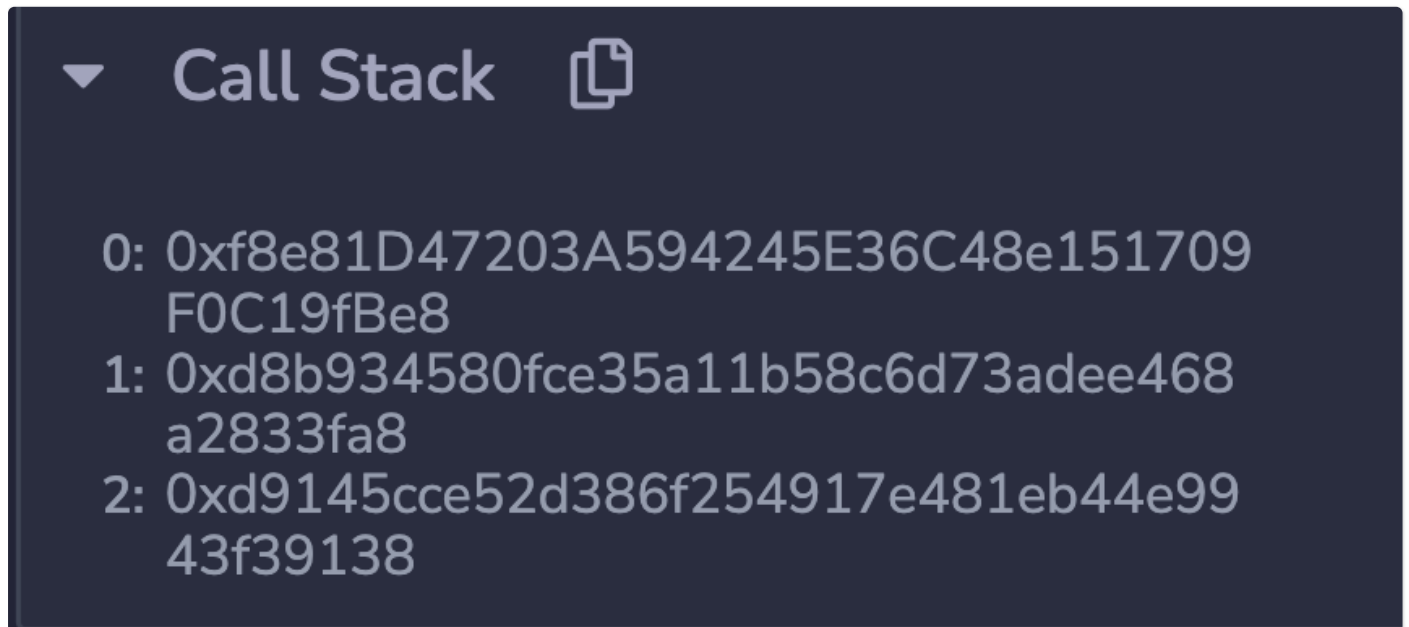 Call Stack
0: 0xf8e81D47203A594245E36C48e151709
F0C19fBe8
1: 0xd8b934580fce35a11b58c6d73adee468
a2833fa8
2: 0xd9145cce52d386f254917e481eb44e99
43f39138